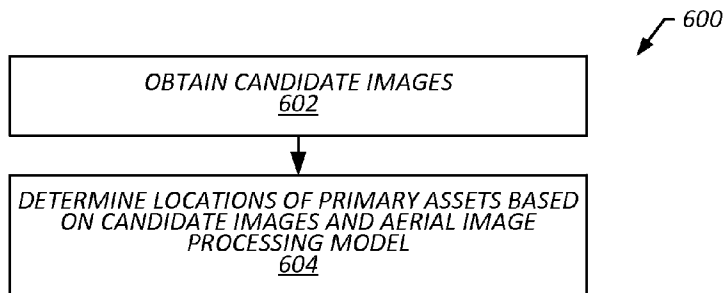 600
OBTAIN CANDIDATE IMAGES
602
DETERMINE LOCATIONS OF PRIMARY ASSETS BASED
ON CANDIDATE IMAGES AND AERIAL IMAGE
PROCESSING MODEL
604